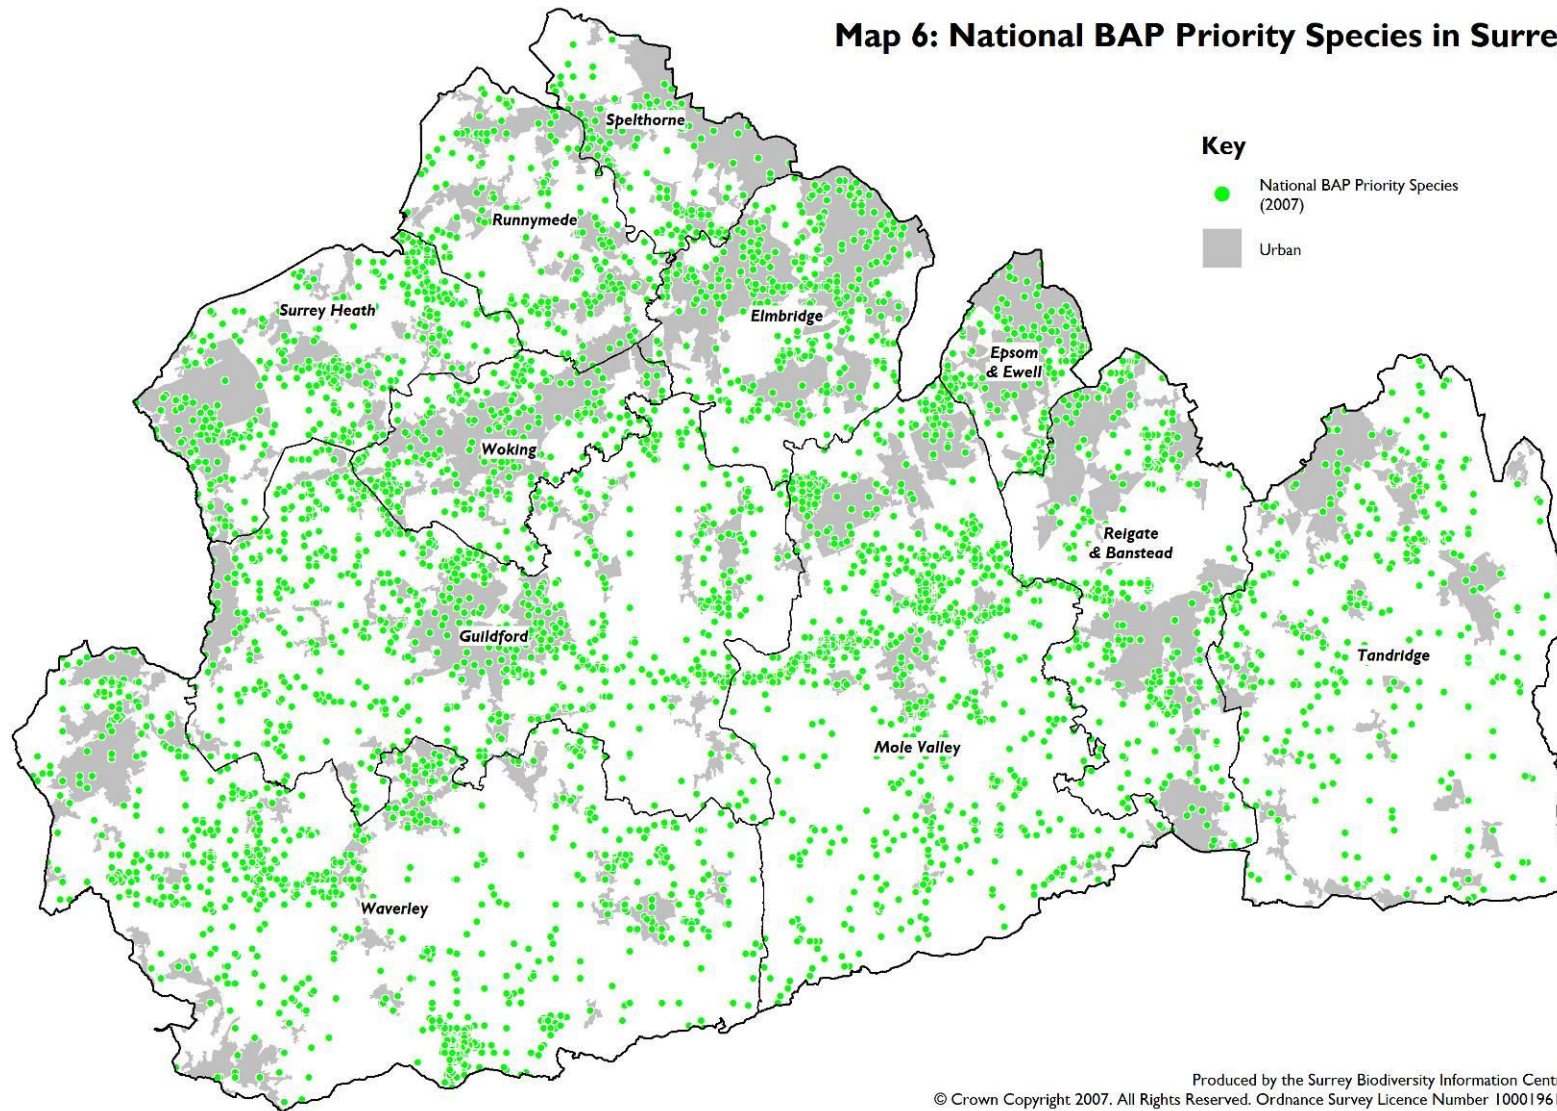 Map 6: National BAP Priority Species in Surre
Key
National BAP Priority Species
(2007)
Urban
Spelthorne
Runnymede
Surrey Heath
Elmbridge
Epsom
& Ewell
Woking
Reigate
& Banstead
Guildford
Tandridge
Mole Valley
Waverley
Produced by the Surrey Biodiversity Information Cent
© Crown Copyright 2007. All Rights Reserved. Ordnance Survey Licence Number 1000196